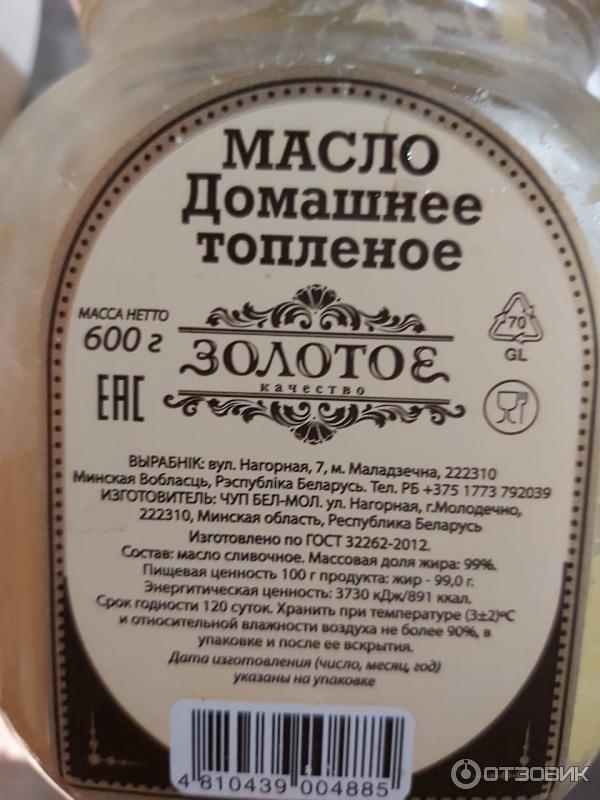 МАСЛО
Домашнее
топленое
МАССА НЕТТО
600 г
ЗОЛОТОЕ
качество
EAC
70
GL
ВЫРАБНІК: вул. Нагорная, 7, м. Маладзечна, 222310
Минская Вобласць, Рэспубліка Беларусь. Тел. РБ +375 1773 792039
ИЗГОТОВИТЕЛЬ: ЧУП БЕЛ-МОЛ. ул. Нагорная, г.Молодечно,
222310, Минская область, Республика Беларусь
Изготовлено по ГОСТ 32262-2012.
Состав: масло сливочное. Массовая доля жира: 99%.
Пищевая ценность 100 г продукта: жир - 99,0 г.
Энергитическая ценность: 3730 кДж/891 ккал.
Срок годности 120 суток. Хранить при температуре (3±2)ºС
и относительной влажности воздуха не более 90%, в
упаковке и после ее вскрытия.
Дата изготовления (число, месяц, год)
указаны на упаковке
4 810439 004885
ОТЗОВИК